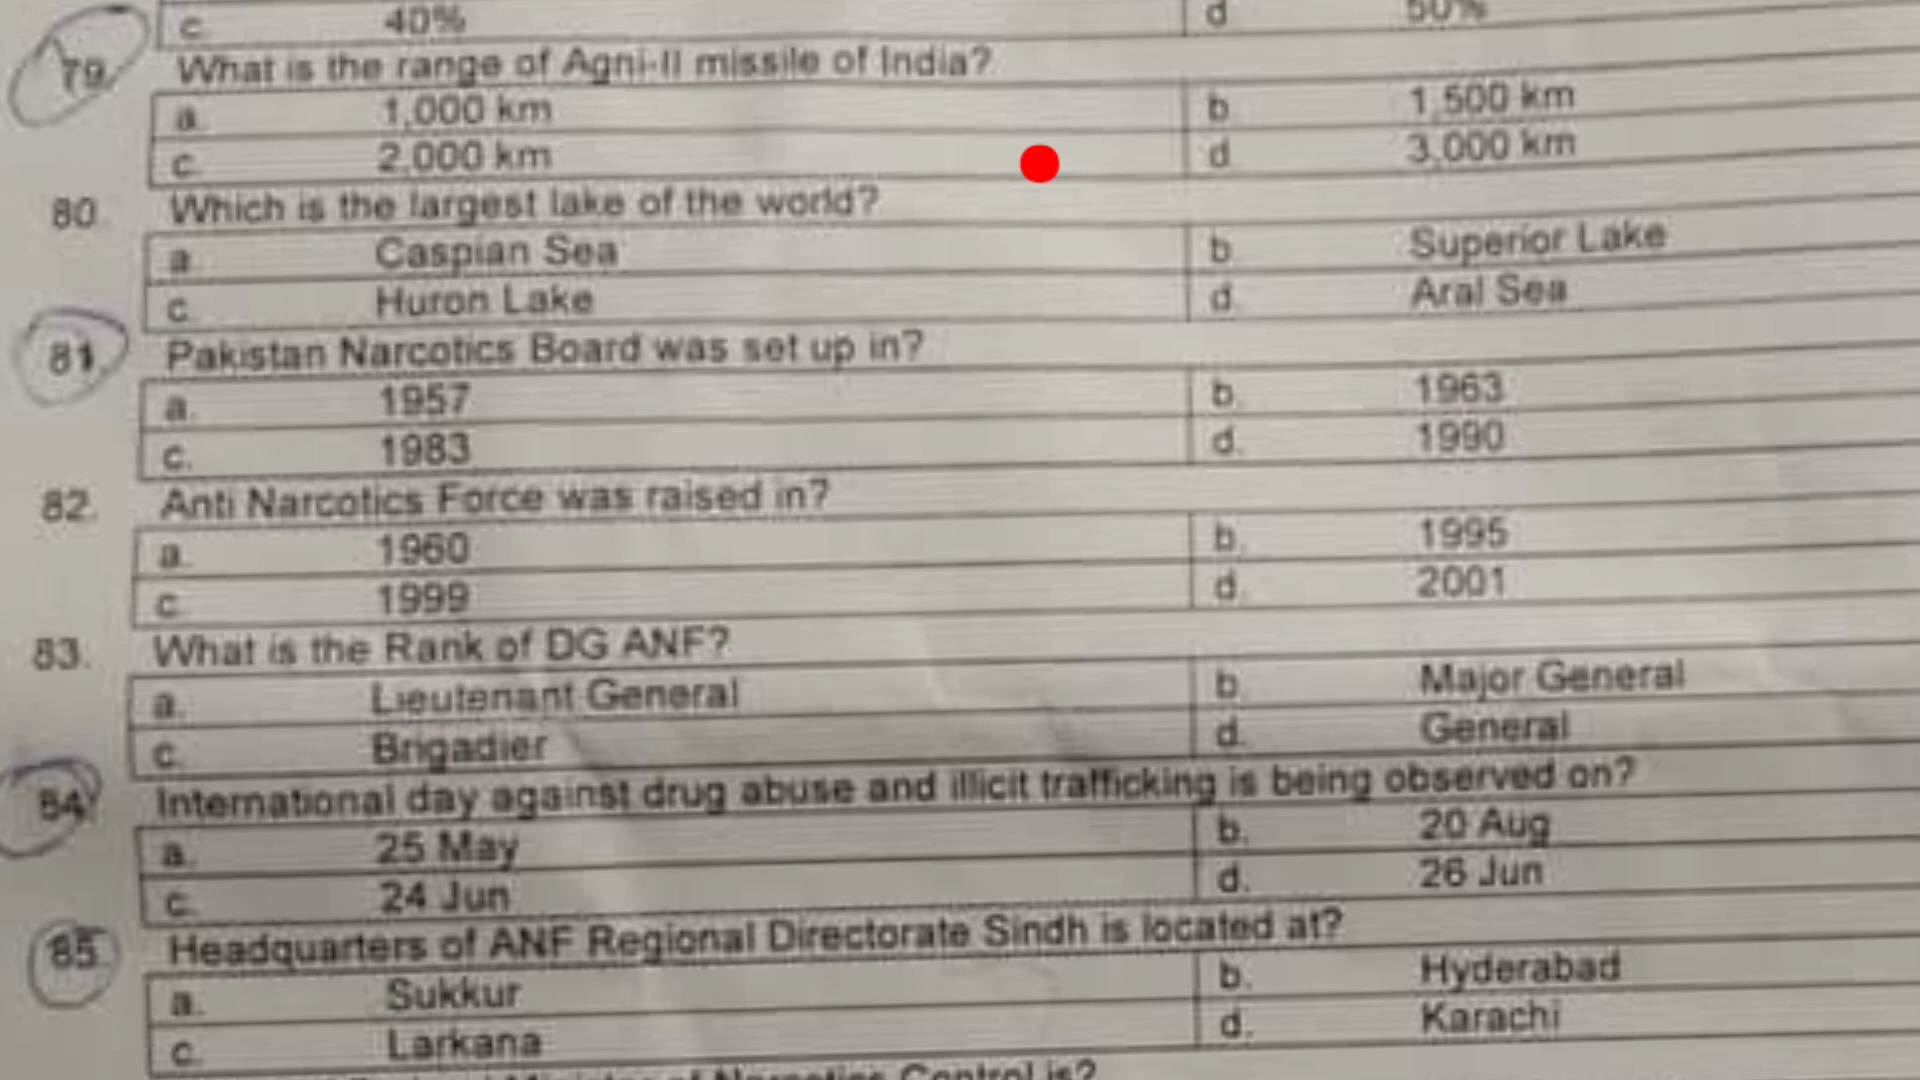 c. 40% d 50%
79. What is the range of Agni-II missile of India?
a. 1,000 km b. 1,500 km
c. 2,000 km d 3,000 km
80. Which is the largest lake of the world?
a. Caspian Sea b. Superior Lake
c. Huron Lake d. Aral Sea
81. Pakistan Narcotics Board was set up in?
a. 1957 b. 1963
c. 1983 d. 1990
82. Anti Narcotics Force was raised in?
a. 1960 b. 1995
c. 1999 d. 2001
83. What is the Rank of DG ANF?
a. Lieutenant General b. Major General
c. Brigadier d. General
84. International day against drug abuse and illicit trafficking is being observed on?
a. 25 May b. 20 Aug
c. 24 Jun d. 26 Jun
85. Headquarters of ANF Regional Directorate Sindh is located at?
a. Sukkur b. Hyderabad
c. Larkana d. Karachi
Minister of Narcotics Control is?